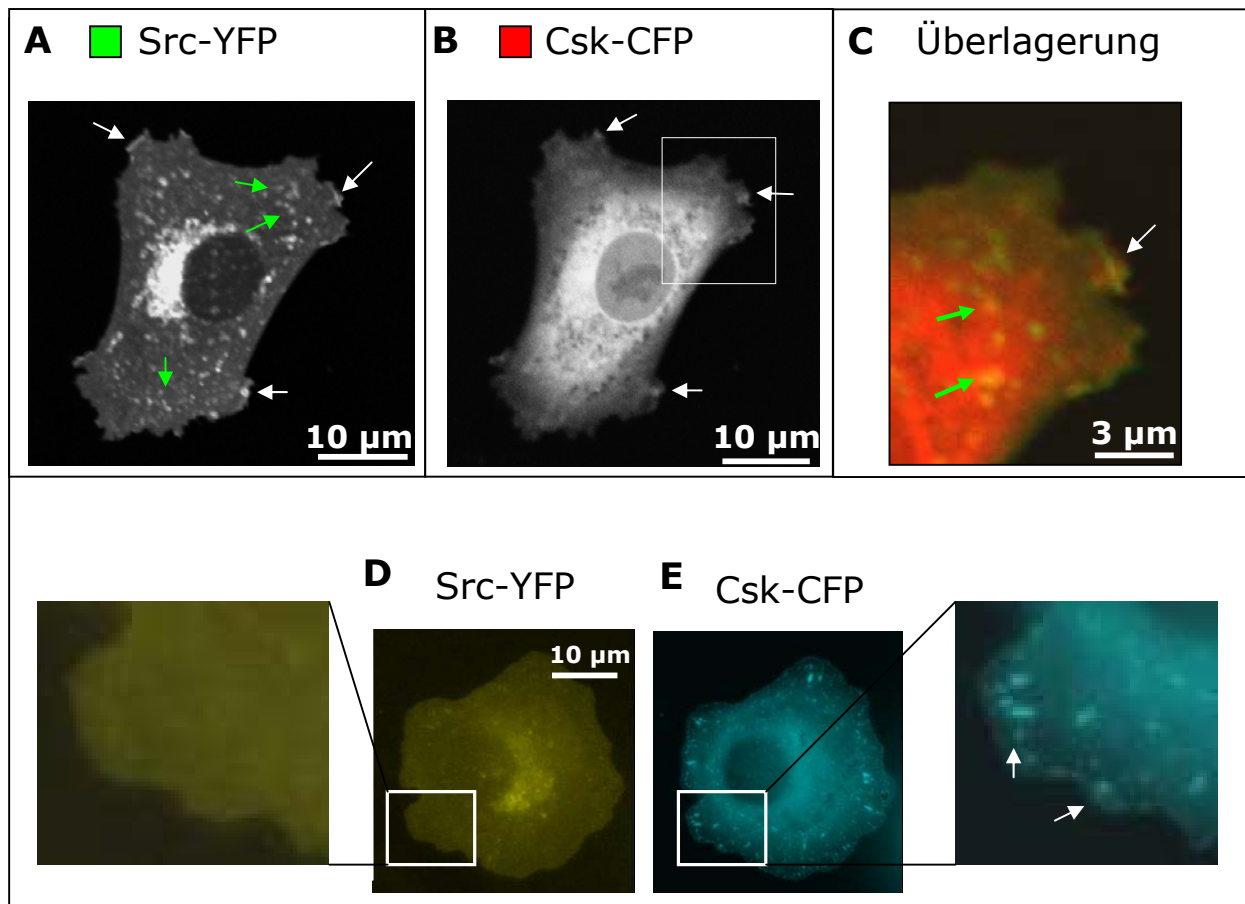 A Src-YFP
B Csk-CFP
C Überlagerung
10 µm
10 µm
3 µm
D Src-YFP
E Csk-CFP
10 µm